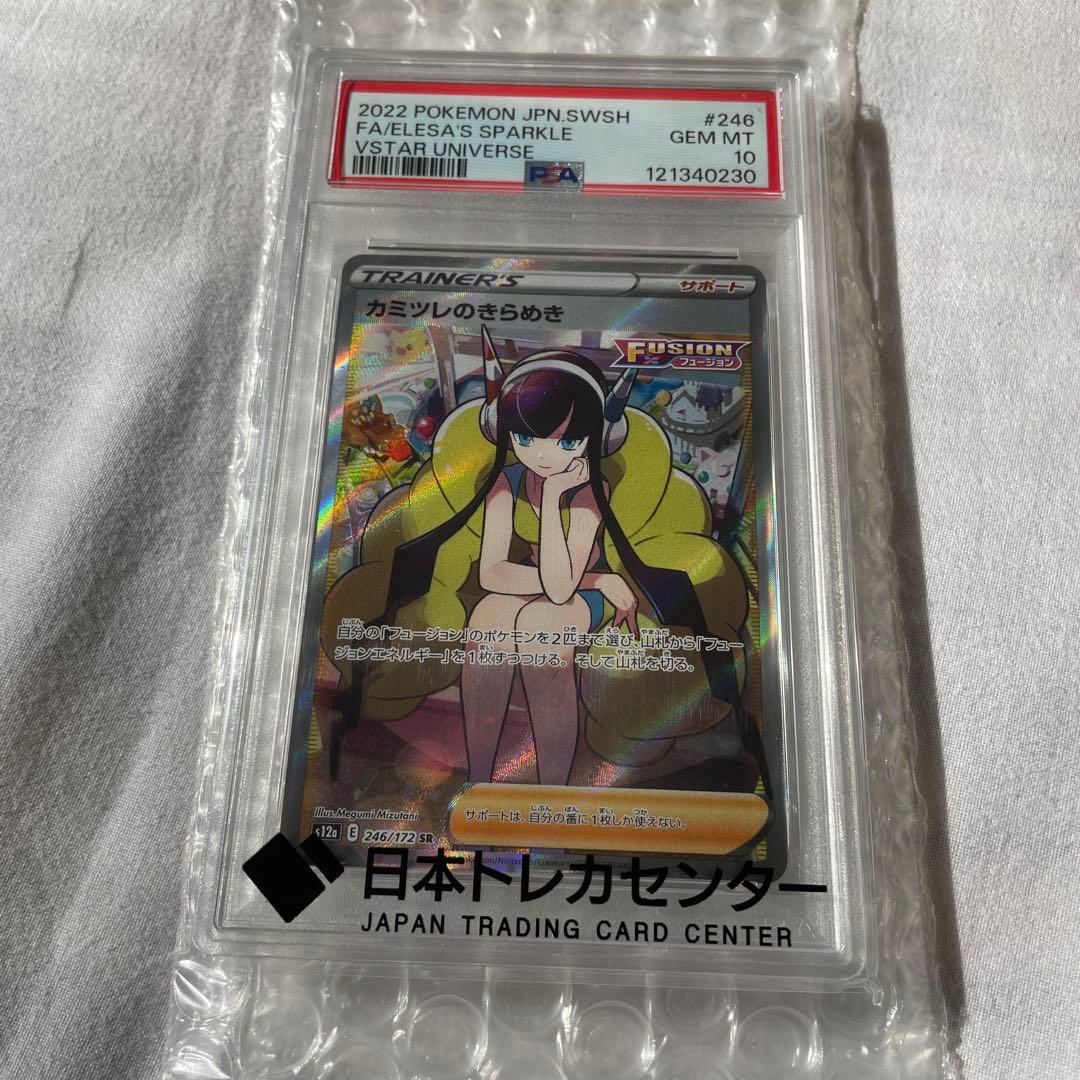 2022 POKEMON JPN.SWSH #246
FA/ELESA'S SPARKLE GEM MT
VSTAR UNIVERSE 10
PSA 121340230
TRAINER'S サポート
カミツレのきらめき
FUSION
フュージョン
自分の「フュージョン」のポケモンを2匹まで選び、山札から「フュー
ジョンエネルギー」を1枚ずつつける。そして山札を切る。
Illus.Megumi Mizutani
サポートは、自分の番に1枚しか使えない。
s12a E 246/172 SR
日本トレカセンター
JAPAN TRADING CARD CENTER